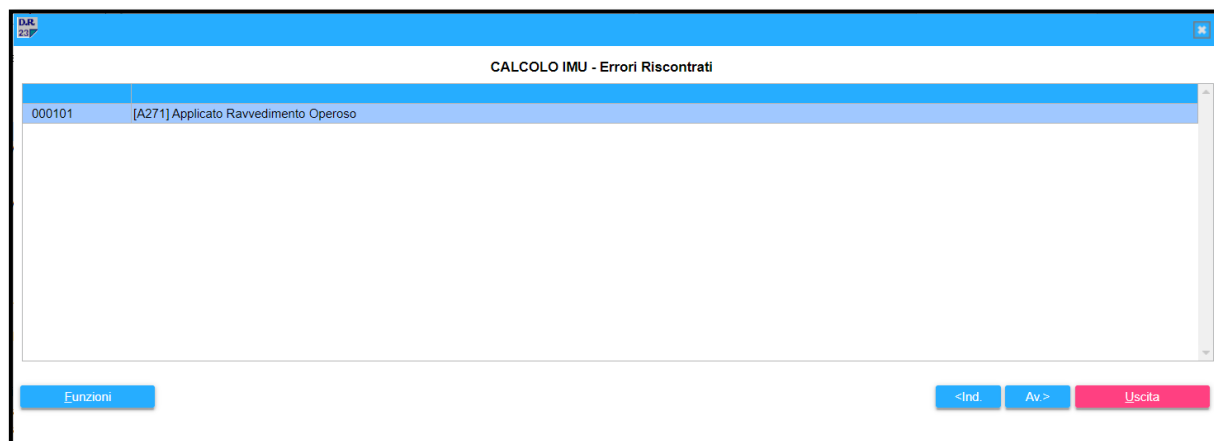 D.R.
23
CALCOLO IMU - Errori Riscontrati
000101 [A271] Applicato Ravvedimento Operoso
Funzioni <Ind. Av.> Uscita